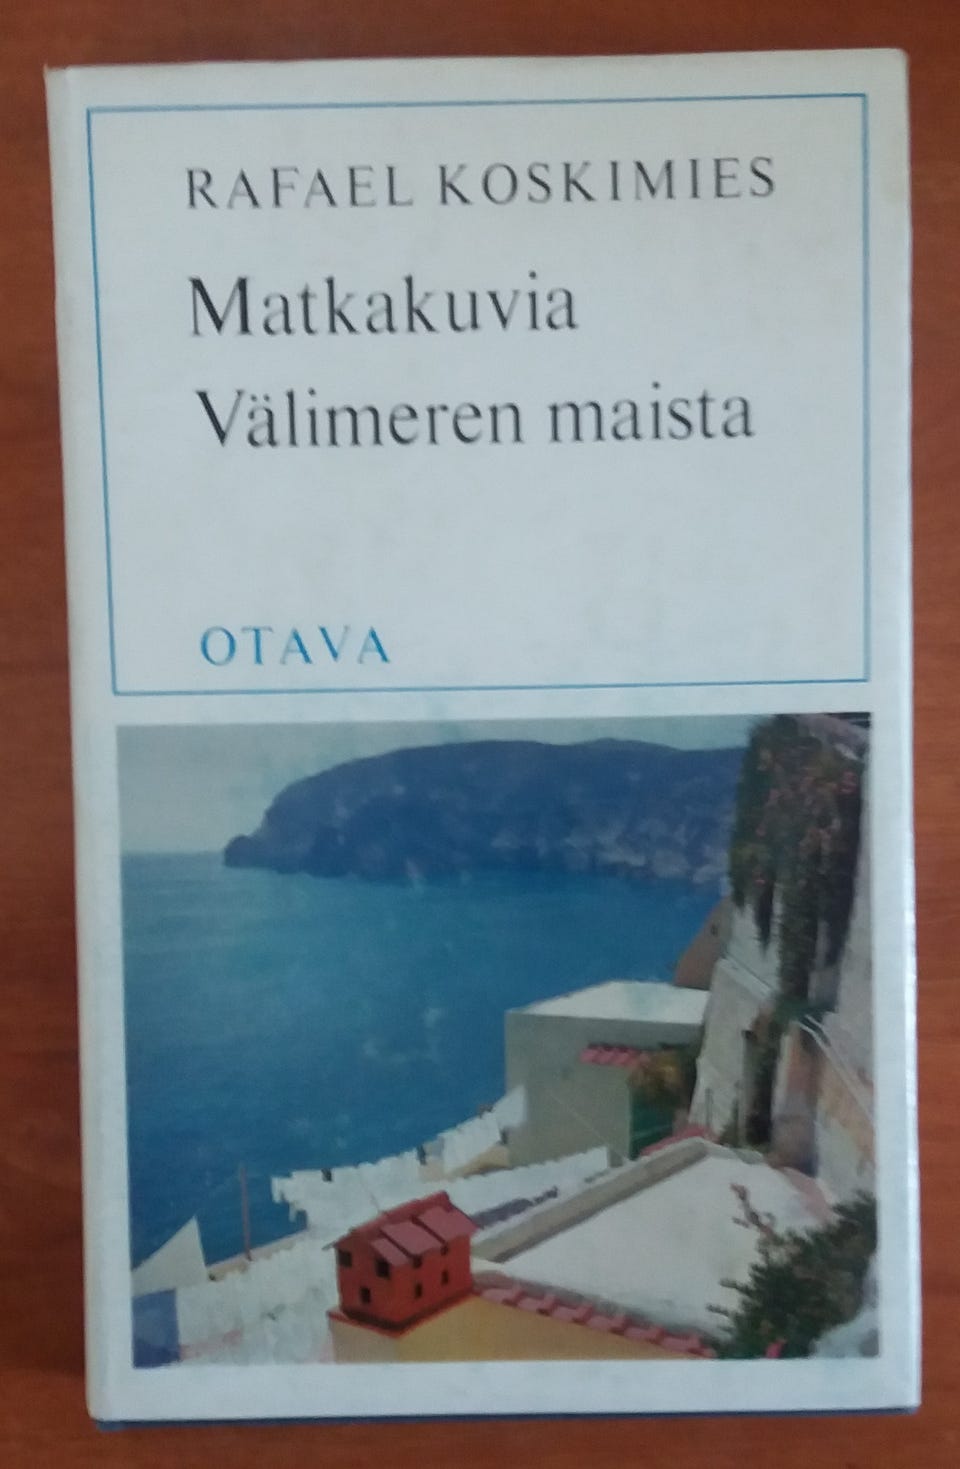 RAFAEL KOSKIMIES
Matkakuvia
Välimeren maista
OTAVA